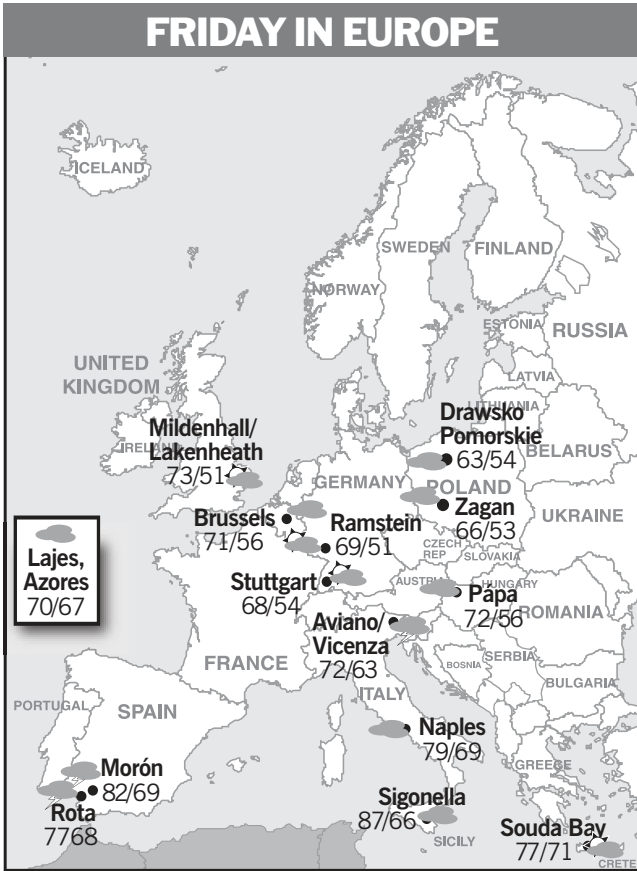 FRIDAY IN EUROPE
ICELAND
SWEDEN
FINLAND
NORWAY
ESTONIA
RUSSIA
LATVIA
LITHUANIA
UNITED
KINGDOM
IRELAND
Mildenhall/
Lakenheath
73/51
Drawsko
Pomorskie
63/54
BELARUS
GERMANY
POLAND
Zagan
66/53
UKRAINE
Brussels
71/56
Ramstein
69/51
CZECH
REP
SLOVAKIA
Lajes,
Azores
70/67
Stuttgart
68/54
AUSTRIA
HUNGARY
Pápa
72/56
ROMANIA
Aviano/
Vicenza
72/63
FRANCE
BOSNIA
SERBIA
BULGARIA
ITALY
PORTUGAL
SPAIN
Naples
79/69
GREECE
Morón
82/69
Rota
7768
Sigonella
87/66
SICILY
Souda Bay
77/71
CRETE